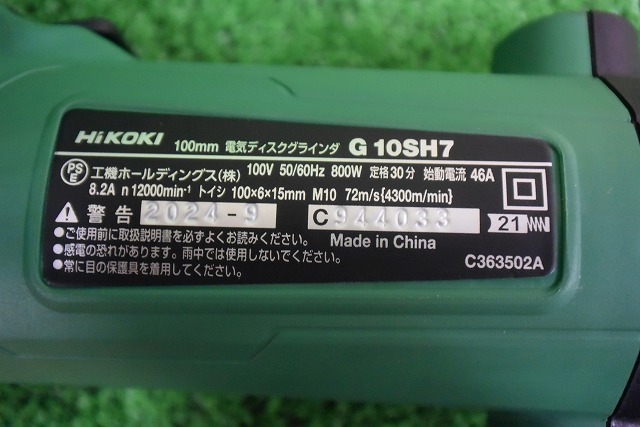 HiKOKI 100mm 電気ディスクグラインダ G 10SH7
PSE 工機ホールディングス(株) 100V 50/60Hz 800W 定格30分 始動電流 46A
8.2A n 12000min⁻¹ トイシ 100×6×15mm M10 72m/s{4300m/min}
警告 2024-9 C 944033 21
●ご使用前に取扱説明書を必ずよくお読みください。
Made in China
●感電の恐れがあります。雨中では使用しないでください。
●常に目の保護具を着用してください。
C363502A